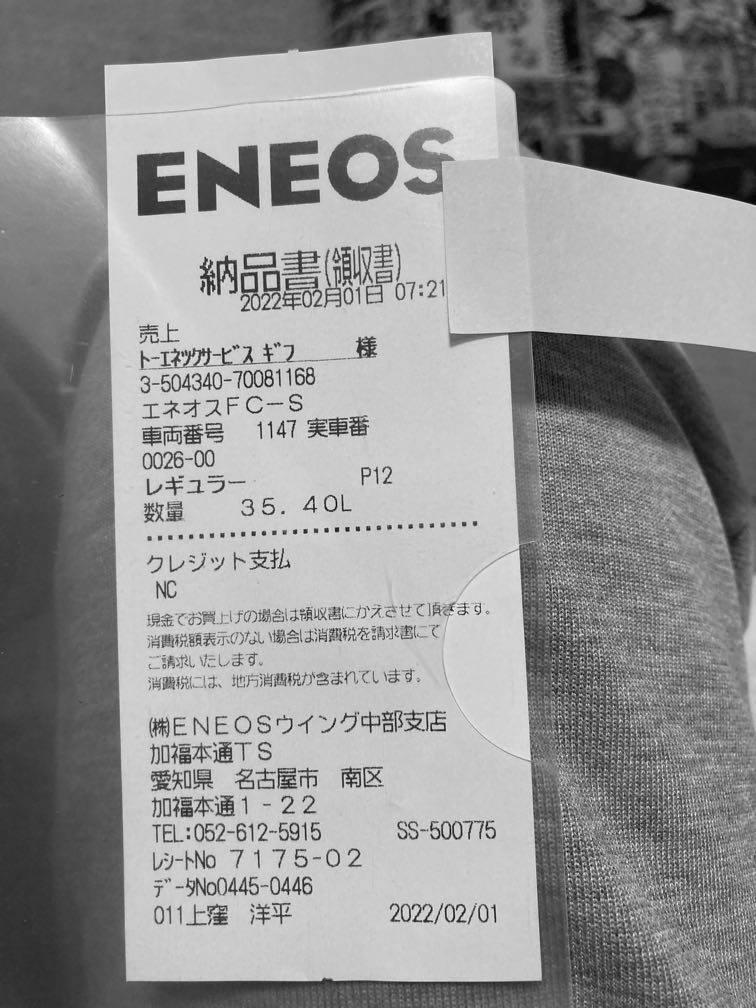 ENEOS
納品書(領収書)
2022年02月01日 07:21
売上
トーエネックサービス ギフ 様
3-504340-70081168
エネオスFC-S
車両番号 1147 実車番
0026-00
レギュラー P12
数量 35.40L
クレジット支払
NC
現金でお買上げの場合は領収書にかえさせて頂きます。
消費税額表示のない場合は消費税を請求書にて
ご請求いたします。
消費税には、地方消費税が含まれています。
(株)ENEOSウイング中部支店
加福本通TS
愛知県 名古屋市 南区
加福本通1-22
TEL:052-612-5915 SS-500775
レシートNo 7175-02
データNo0445-0446
011上窪 洋平 2022/02/01